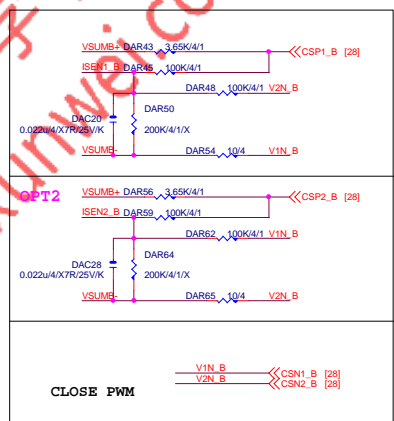 VSUMB+ DAR43 3.65K/4/1 CSP1_B [28]
ISEN1_B DAR45 100K/4/1
DAR48 100K/4/1 V2N_B
DAC20
0.022u/4/X7R/25V/K
DAR50
200K/4/1/X
VSUMB- DAR54 10/4 V1N_B
OPT2
VSUMB+ DAR56 3.65K/4/1 CSP2_B [28]
ISEN2_B DAR59 100K/4/1
DAR62 100K/4/1 V1N_B
DAC28
0.022u/4/X7R/25V/K
DAR64
200K/4/1/X
VSUMB- DAR65 10/4 V2N_B
V1N_B CSN1_B [28]
V2N_B CSN2_B [28]
CLOSE PWM